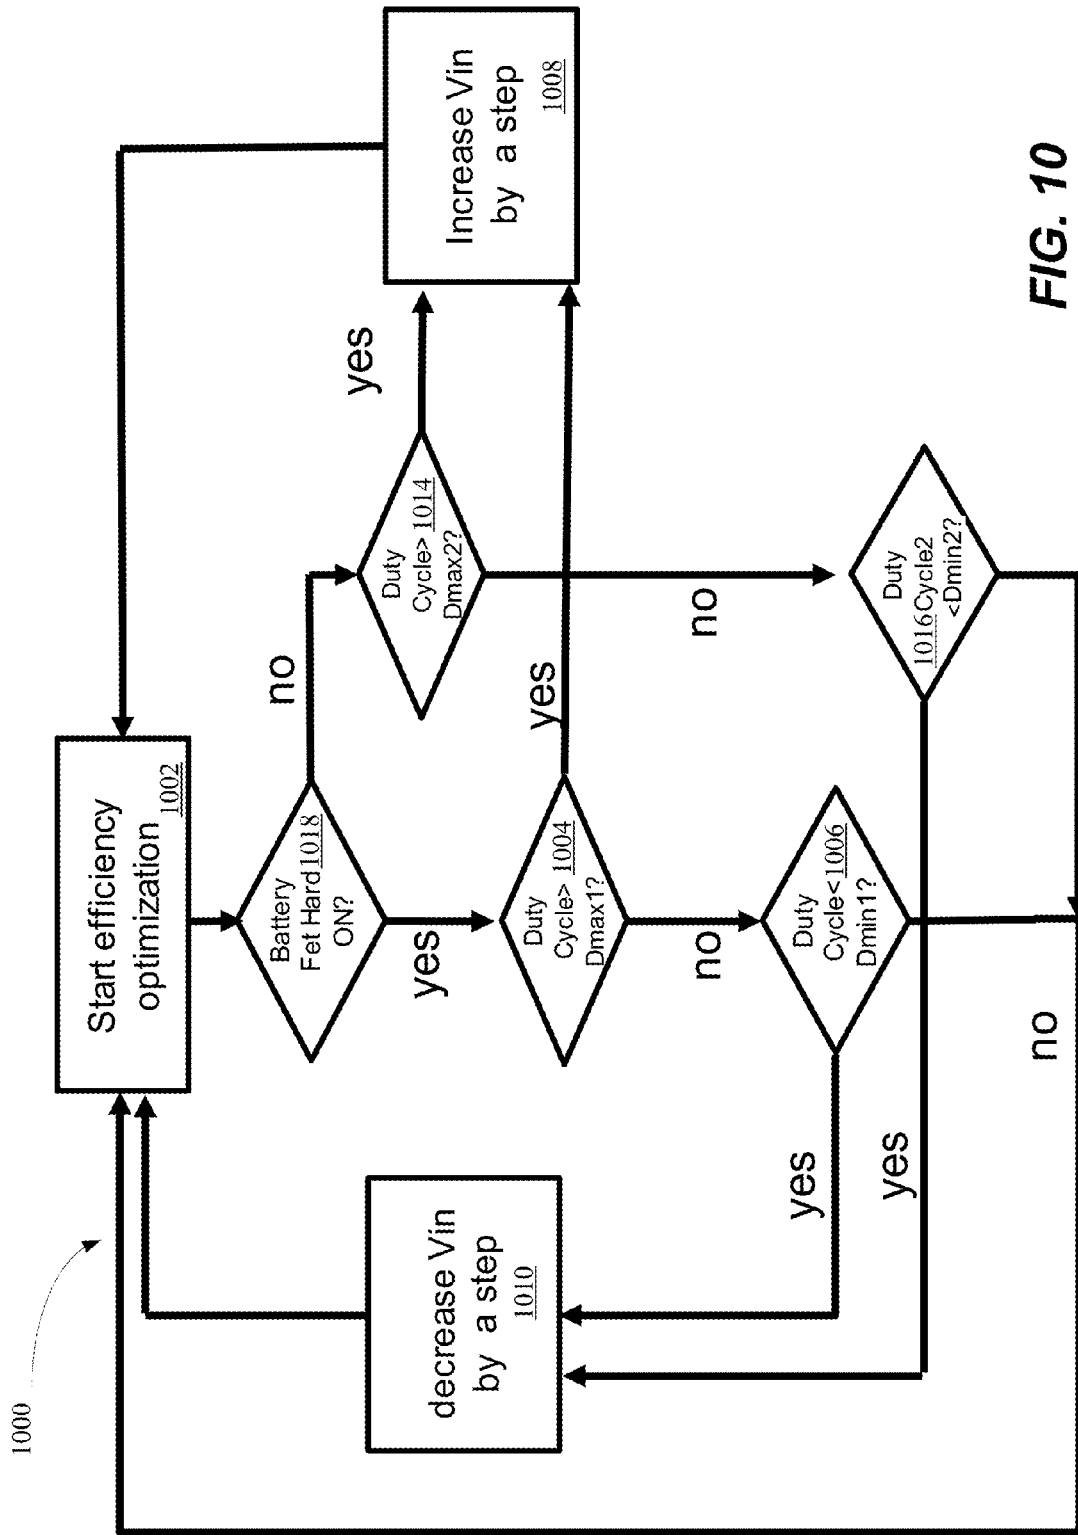 1000
Start efficiency
optimization 1002
Battery
Fet Hard 1018
ON?
no
yes
Duty
Cycle> 1014
Dmax2?
yes
Increase Vin
by a step
1008
Duty
Cycle> 1004
Dmax1?
yes
no
no
decrease Vin
by a step
1010
Duty
Cycle< 1006
Dmin1?
yes
Duty
1016 Cycle2
<Dmin2?
yes
no
FIG. 10